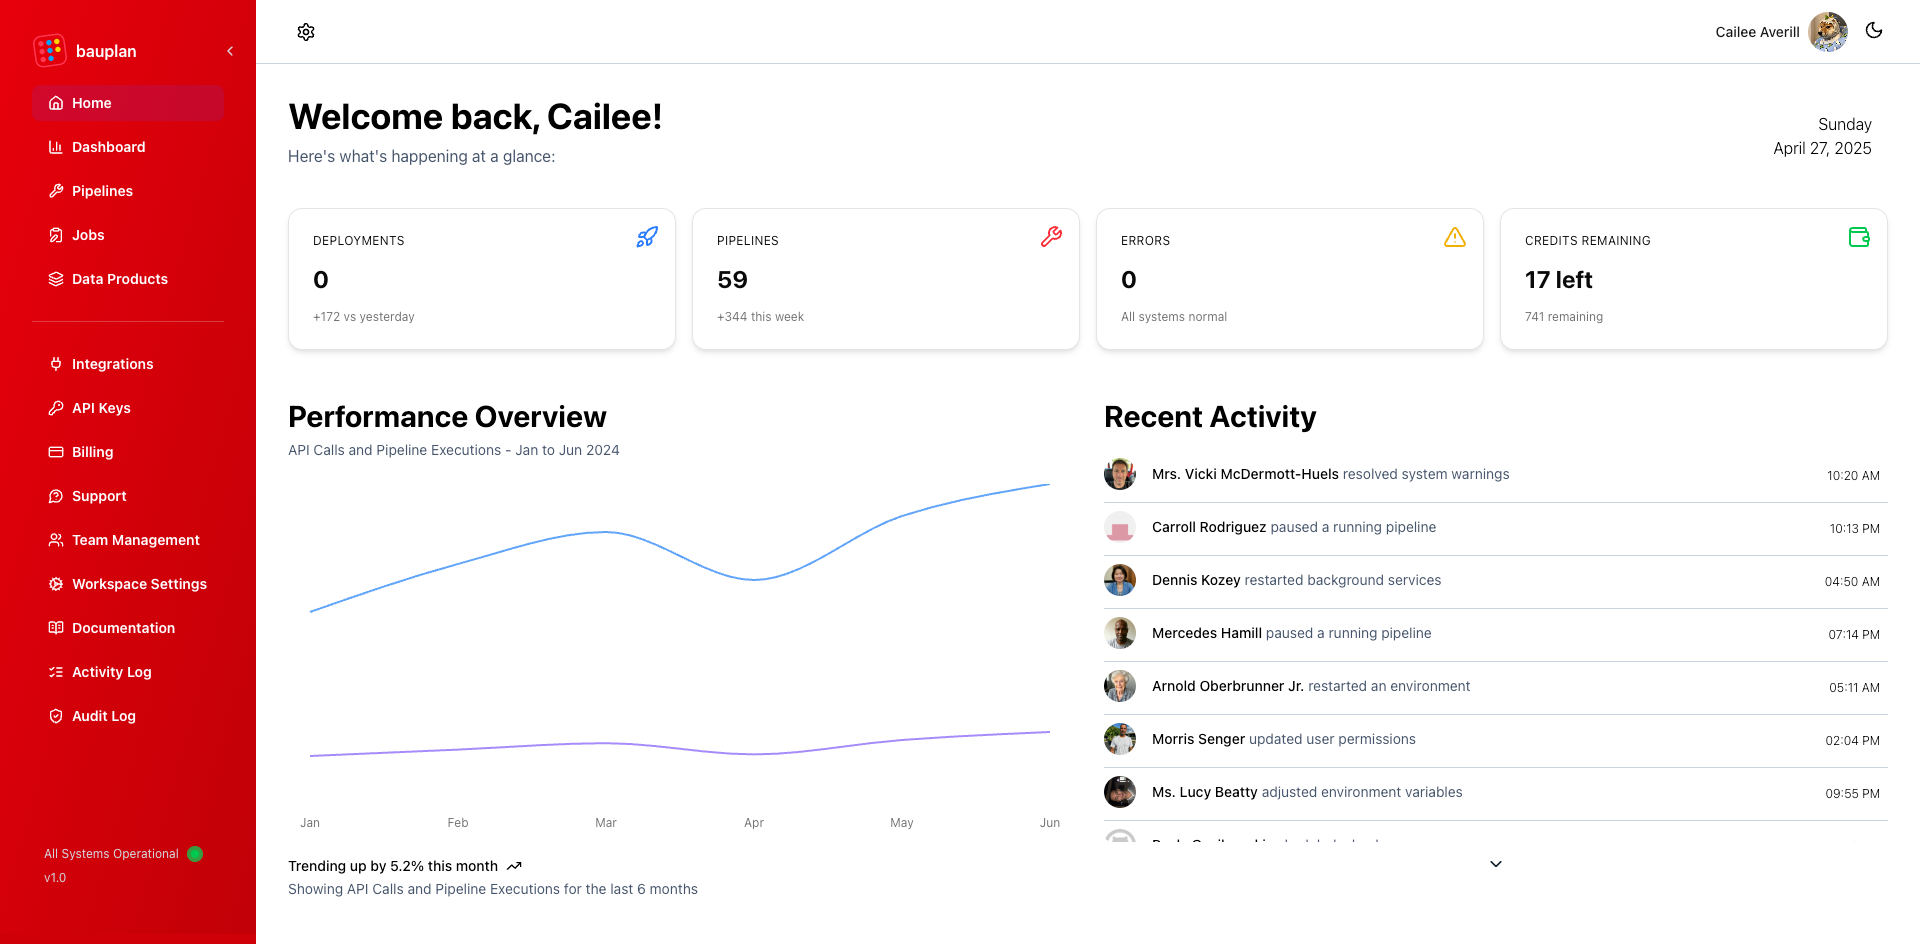 bauplan
Home
Dashboard
Pipelines
Jobs
Data Products
Integrations
API Keys
Billing
Support
Team Management
Workspace Settings
Documentation
Activity Log
Audit Log
All Systems Operational
v1.0
Cailee Averill
Welcome back, Cailee!
Here's what's happening at a glance:
Sunday
April 27, 2025
DEPLOYMENTS
0
+172 vs yesterday
PIPELINES
59
+344 this week
ERRORS
0
All systems normal
CREDITS REMAINING
17 left
741 remaining
Performance Overview
API Calls and Pipeline Executions - Jan to Jun 2024
Jan Feb Mar Apr May Jun
Trending up by 5.2% this month
Showing API Calls and Pipeline Executions for the last 6 months
Recent Activity
Mrs. Vicki McDermott-Huels resolved system warnings 10:20 AM
Carroll Rodriguez paused a running pipeline 10:13 PM
Dennis Kozey restarted background services 04:50 AM
Mercedes Hamill paused a running pipeline 07:14 PM
Arnold Oberbrunner Jr. restarted an environment 05:11 AM
Morris Senger updated user permissions 02:04 PM
Ms. Lucy Beatty adjusted environment variables 09:55 PM